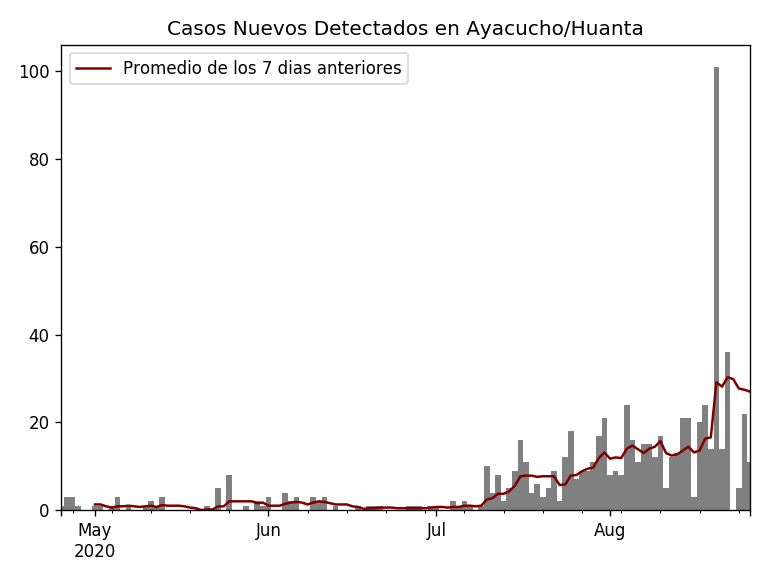 Casos Nuevos Detectados en Ayacucho/Huanta
Promedio de los 7 dias anteriores
100
80
60
40
20
0
May Jun Jul Aug
2020